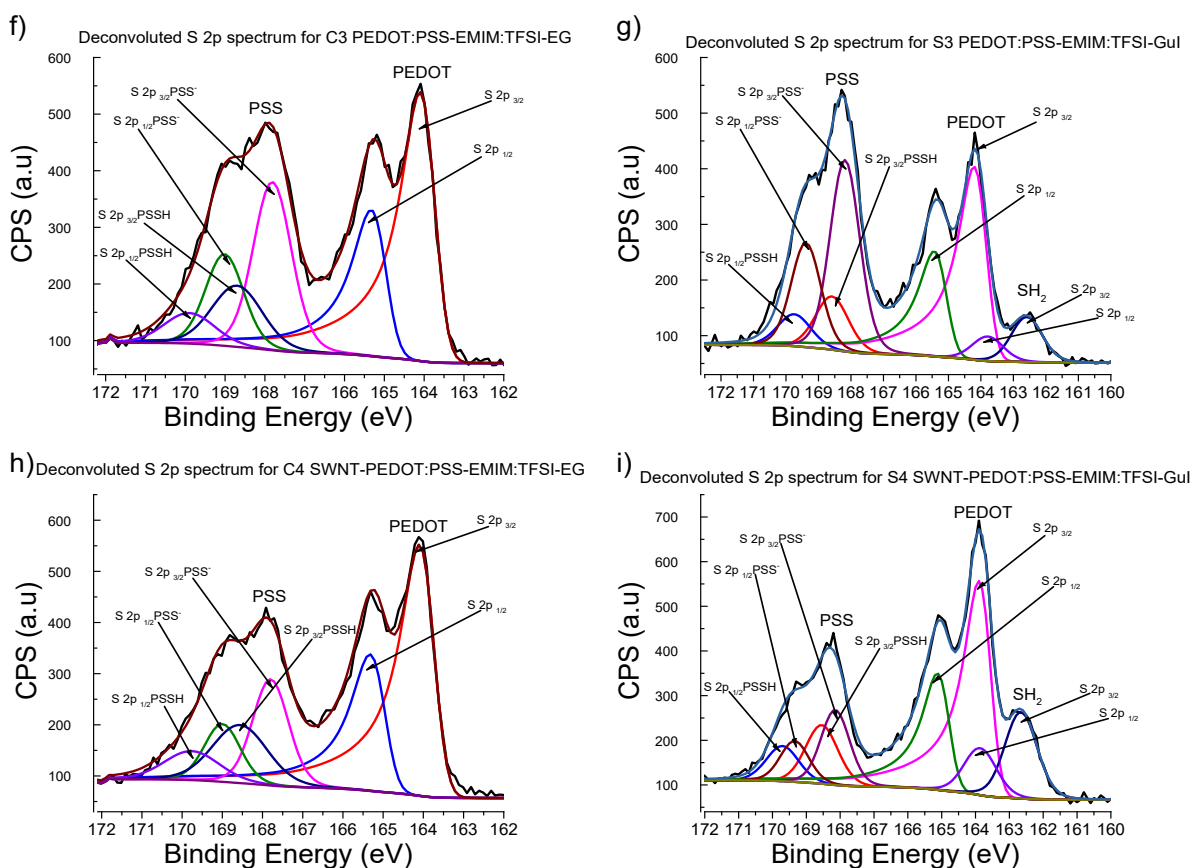 f)
Deconvoluted S 2p spectrum for C3 PEDOT:PSS-EMIM:TFSI-EG
600
500
400
300
200
100
CPS (a.u)
S 2p 3/2PSS-
S 2p 1/2PSS-
S 2p 3/2PSSH
S 2p 1/2PSSH
PSS
PEDOT
S 2p 3/2
S 2p 1/2
172 171 170 169 168 167 166 165 164 163 162
Binding Energy (eV)
g)
Deconvoluted S 2p spectrum for S3 PEDOT:PSS-EMIM:TFSI-GuI
600
500
400
300
200
100
0
CPS (a.u)
S 2p 3/2PSS-
S 2p 1/2PSS-
S 2p 1/2PSSH
PSS
S 2p 3/2PSSH
PEDOT
S 2p 3/2
S 2p 1/2
SH2
S 2p 3/2
S 2p 1/2
172 171 170 169 168 167 166 165 164 163 162 161 160
Binding Energy (eV)
h)
Deconvoluted S 2p spectrum for C4 SWNT-PEDOT:PSS-EMIM:TFSI-EG
600
500
400
300
200
100
CPS (a.u)
S 2p 3/2PSS-
S 2p 1/2PSS-
S 2p 1/2PSSH
PSS
S 2p 3/2PSSH
PEDOT
S 2p 3/2
S 2p 1/2
172 171 170 169 168 167 166 165 164 163 162
Binding Energy (eV)
i)
Deconvoluted S 2p spectrum for S4 SWNT-PEDOT:PSS-EMIM:TFSI-GuI
700
600
500
400
300
200
100
0
CPS (a.u)
S 2p 3/2PSS-
S 2p 1/2PSS-
S 2p 1/2PSSH
PSS
S 2p 3/2PSSH
PEDOT
S 2p 3/2
S 2p 1/2
SH2
S 2p 3/2
S 2p 1/2
172 171 170 169 168 167 166 165 164 163 162 161 160
Binding Energy (eV)